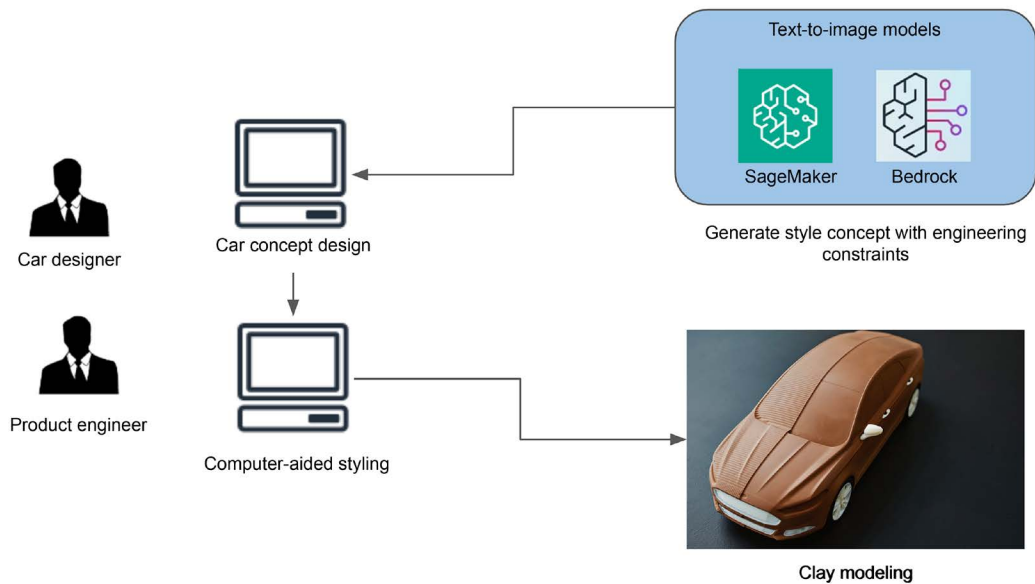 Text-to-image models
SageMaker
Bedrock
Generate style concept with engineering
constraints
Car designer
Car concept design
Product engineer
Computer-aided styling
Clay modeling